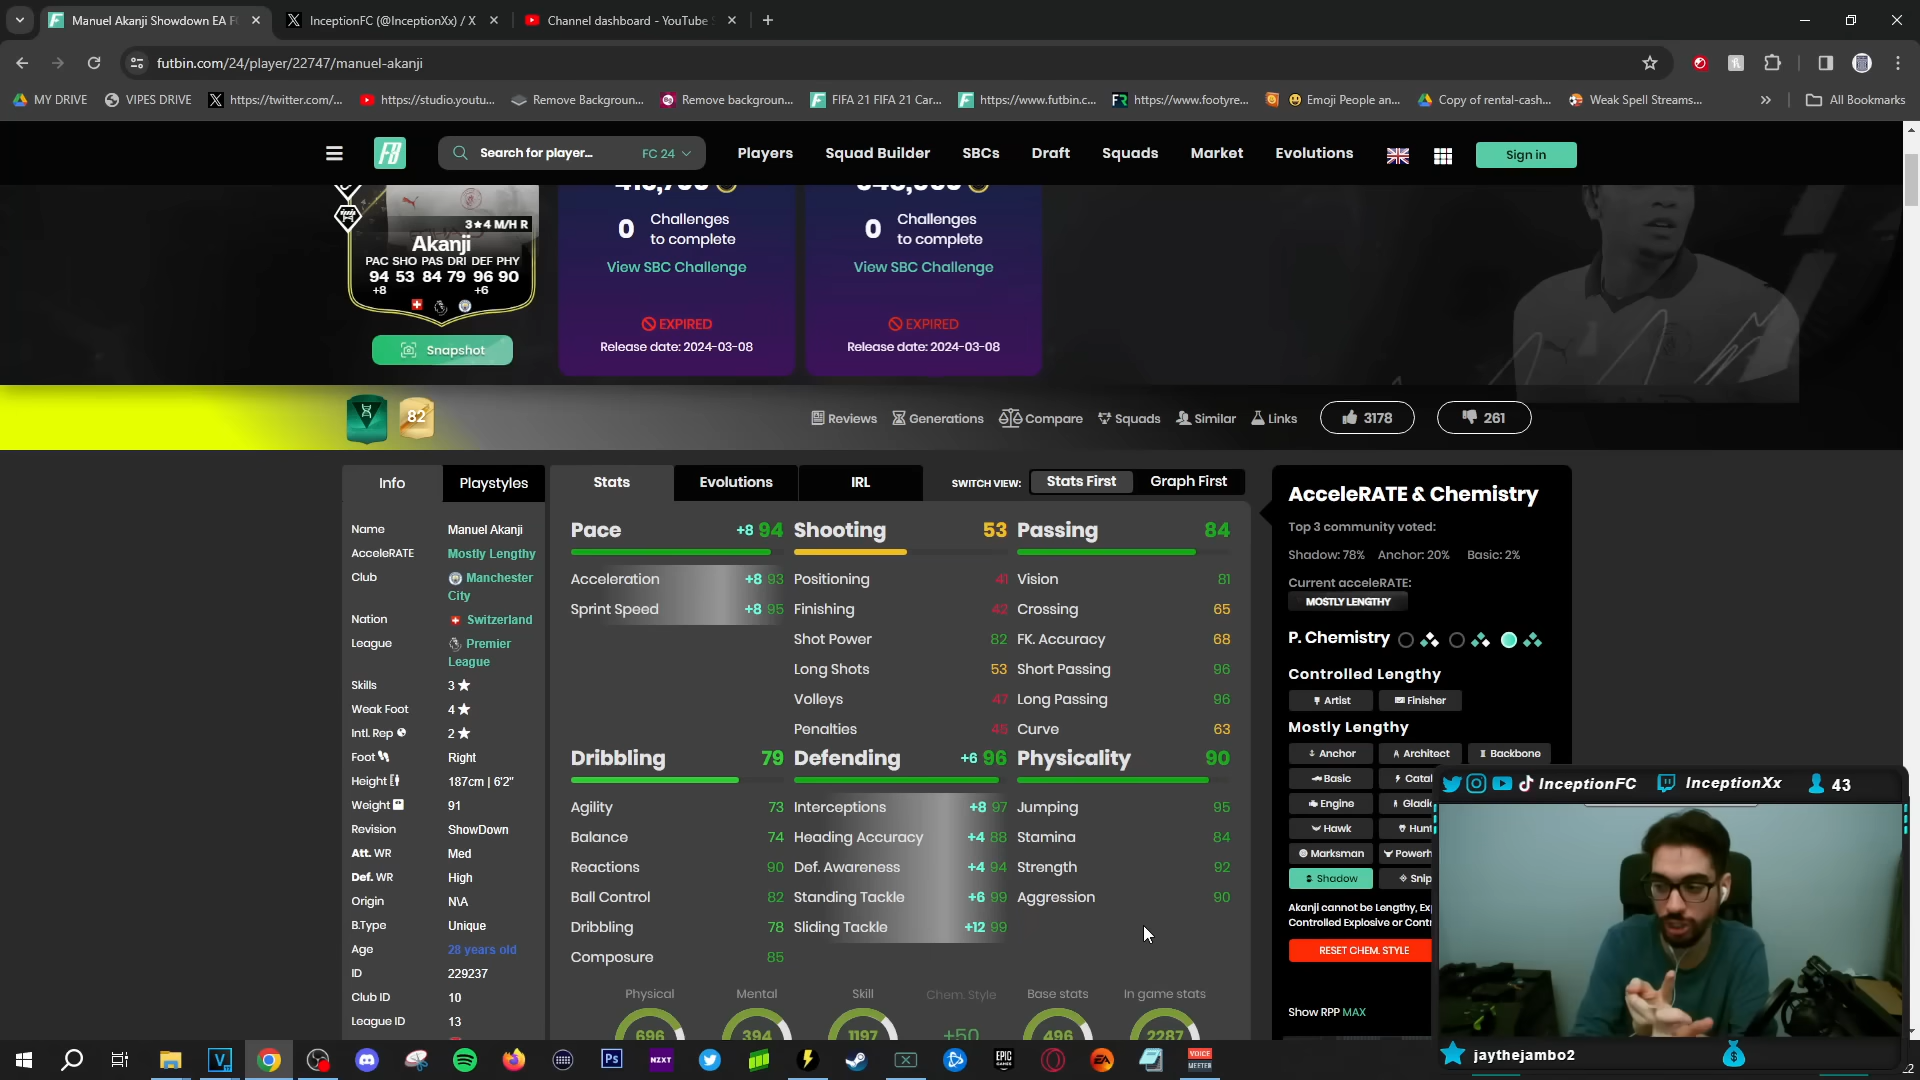 Manuel Akanji Showdown EA F
InceptionFC (@InceptionXx) / X
Channel dashboard - YouTube
futbin.com/24/player/22747/manuel-akanji
MY DRIVE
VIPES DRIVE
https://twitter.com/...
https://studio.youtu...
Remove Backgroun...
Remove backgroun...
FIFA 21 FIFA 21 Car...
https://www.futbin.c...
https://www.footyre...
Emoji People an...
Copy of rental-cash...
Weak Spell Streams...
All Bookmarks
Search for player...
FC 24
Players
Squad Builder
SBCs
Draft
Squads
Market
Evolutions
Sign in
3★4 M/H R
Akanji
PAC SHO PAS DRI DEF PHY
94 53 84 79 96 90
+8 +6
Snapshot
0 Challenges to complete
View SBC Challenge
EXPIRED
Release date: 2024-03-08
0 Challenges to complete
View SBC Challenge
EXPIRED
Release date: 2024-03-08
82
Reviews
Generations
Compare
Squads
Similar
Links
3178
261
Info
Playstyles
Name Manuel Akanji
AcceleRATE Mostly Lengthy
Club Manchester City
Nation Switzerland
League Premier League
Skills 3 ★
Weak Foot 4 ★
Intl. Rep 2 ★
Foot Right
Height 187cm | 6'2"
Weight 91
Revision ShowDown
Att. WR Med
Def. WR High
Origin N\A
B.Type Unique
Age 28 years old
ID 229237
Club ID 10
League ID 13
Stats
Evolutions
IRL
SWITCH VIEW:
Stats First
Graph First
Pace +8 94
Acceleration +8 93
Sprint Speed +8 95
Shooting 53
Positioning 41
Finishing 42
Shot Power 82
Long Shots 53
Volleys 47
Penalties 45
Passing 84
Vision 81
Crossing 65
FK. Accuracy 68
Short Passing 96
Long Passing 96
Curve 63
Dribbling 79
Agility 73
Balance 74
Reactions 90
Ball Control 82
Dribbling 78
Composure 85
Defending +6 96
Interceptions +8 97
Heading Accuracy +4 88
Def. Awareness +4 94
Standing Tackle +6 99
Sliding Tackle +12 99
Physicality 90
Jumping 95
Stamina 84
Strength 92
Aggression 90
Physical
Mental
Skill
Chem. Style
Base stats
In game stats
696
394
1197
+50
496
2287
AcceleRATE & Chemistry
Top 3 community voted:
Shadow: 78% Anchor: 20% Basic: 2%
Current acceleRATE:
MOSTLY LENGTHY
P. Chemistry
Controlled Lengthy
Artist
Finisher
Mostly Lengthy
Anchor
Architect
Backbone
Basic
Catal
Engine
Gladi
Hawk
Hunt
Marksman
Powerh
Shadow
Snip
Akanji cannot be Lengthy, Exp
Controlled Explosive or Contr
RESET CHEM. STYLE
Show RPP MAX
InceptionFC
InceptionXx
43
jaythejambo2
Ps
NZXT
EPIC GAMES
EA
VOICE MEETER